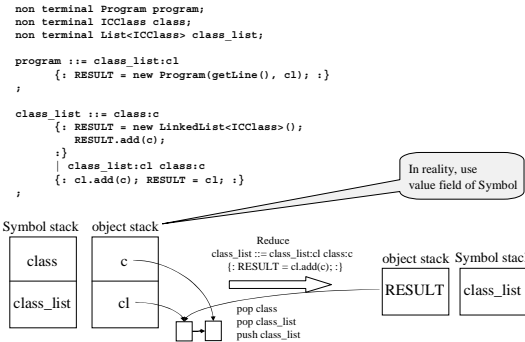 non terminal Program program;
non terminal ICClass class;
non terminal List<ICClass> class_list;
program ::= class_list:cl
{: RESULT = new Program(getLine(), cl); :}
;
class_list ::= class:c
{: RESULT = new LinkedList<ICClass>();
RESULT.add(c);
:}
| class_list:cl class:c
{: cl.add(c); RESULT = cl; :}
;
In reality, use
value field of Symbol
Symbol stack
object stack
class
class_list
c
cl
Reduce
class_list ::= class_list:cl class:c
{: RESULT = cl.add(c); :}
pop class
pop class_list
push class_list
object stack
Symbol stac
RESULT
class_list